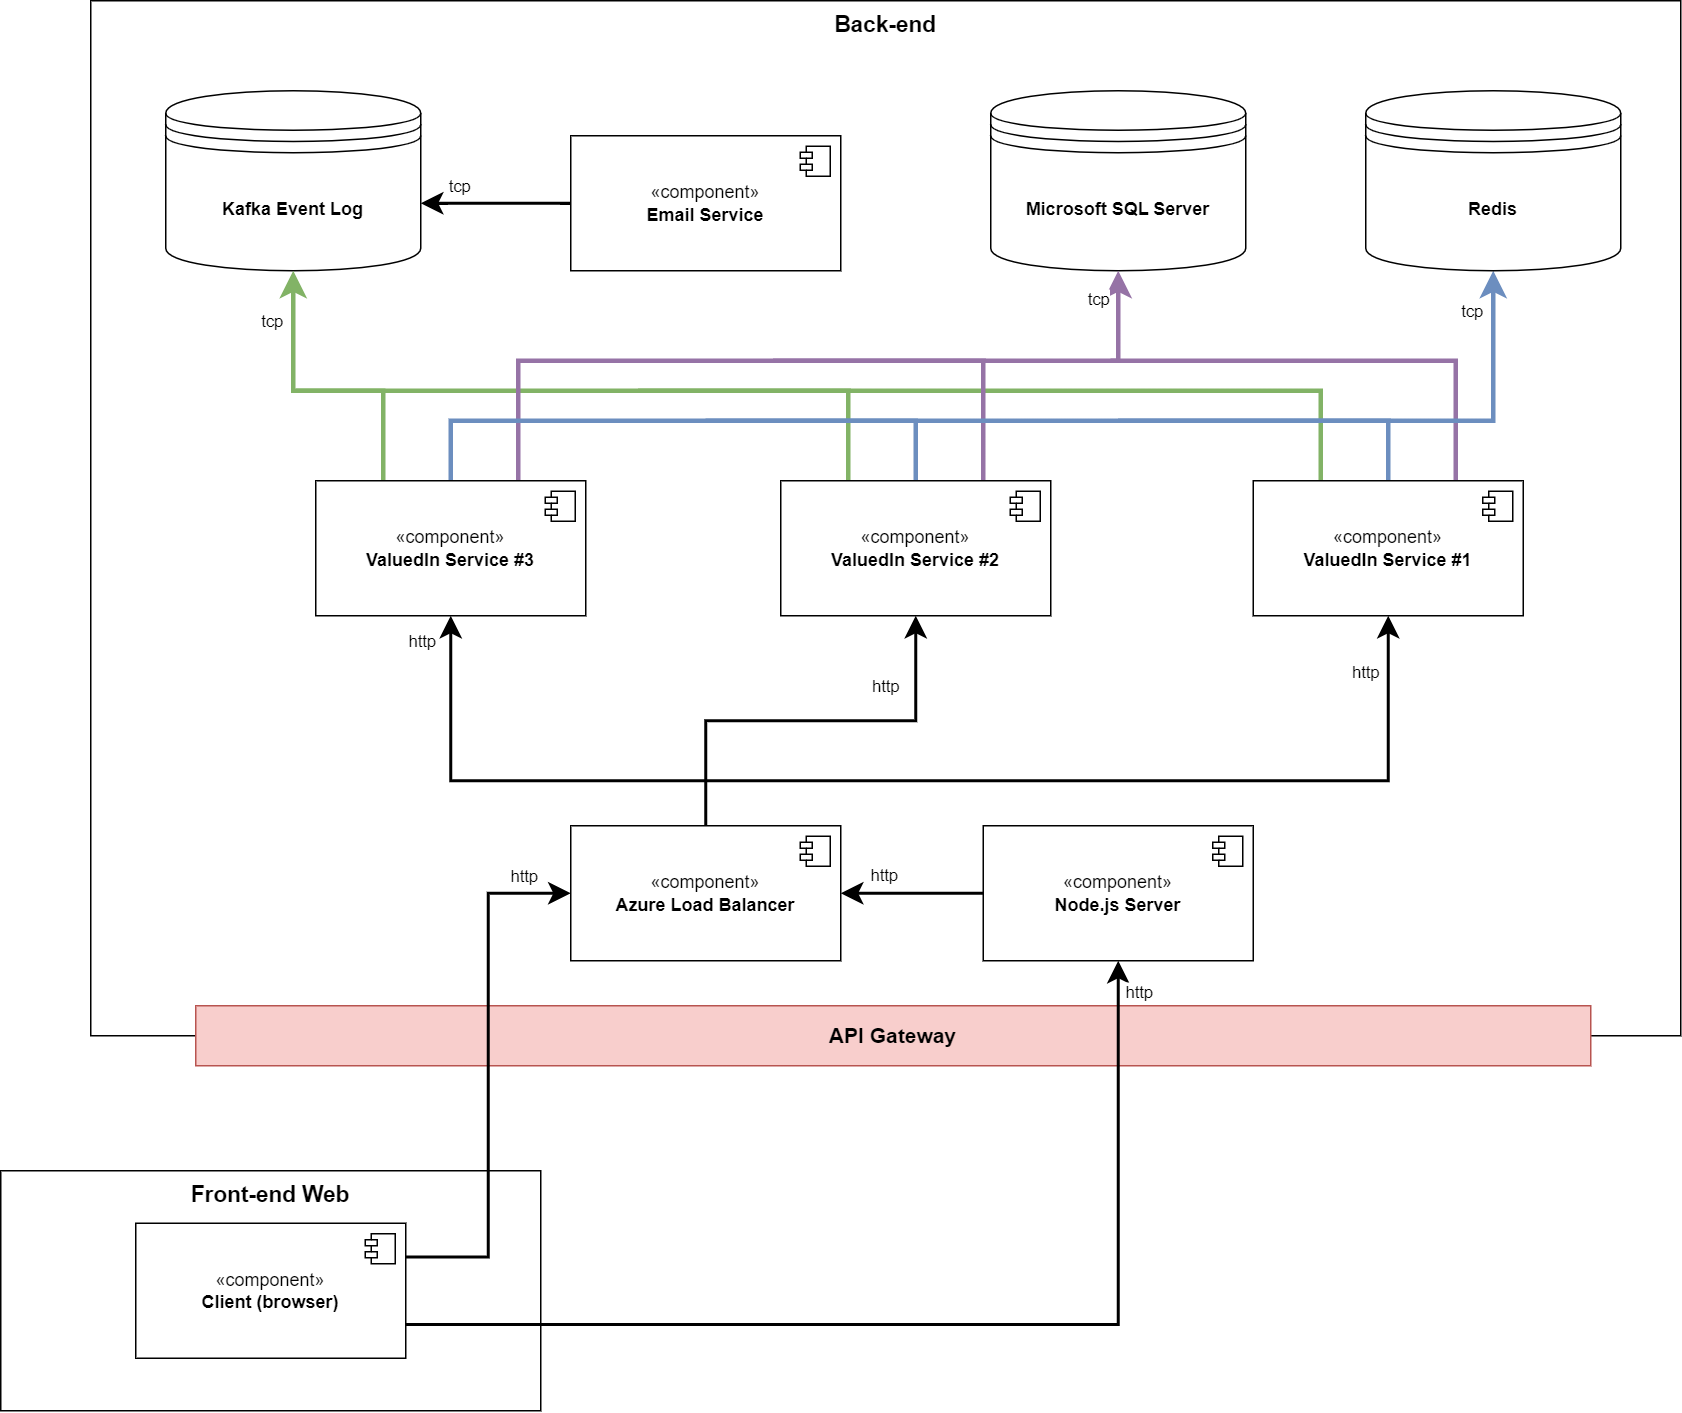 Back-end
Kafka Event Log
tcp
«component»
Email Service
Microsoft SQL Server
Redis
tcp
tcp
tcp
«component»
ValuedIn Service #3
«component»
ValuedIn Service #2
«component»
ValuedIn Service #1
http
http
http
«component»
Azure Load Balancer
http
http
«component»
Node.js Server
http
API Gateway
Front-end Web
«component»
Client (browser)